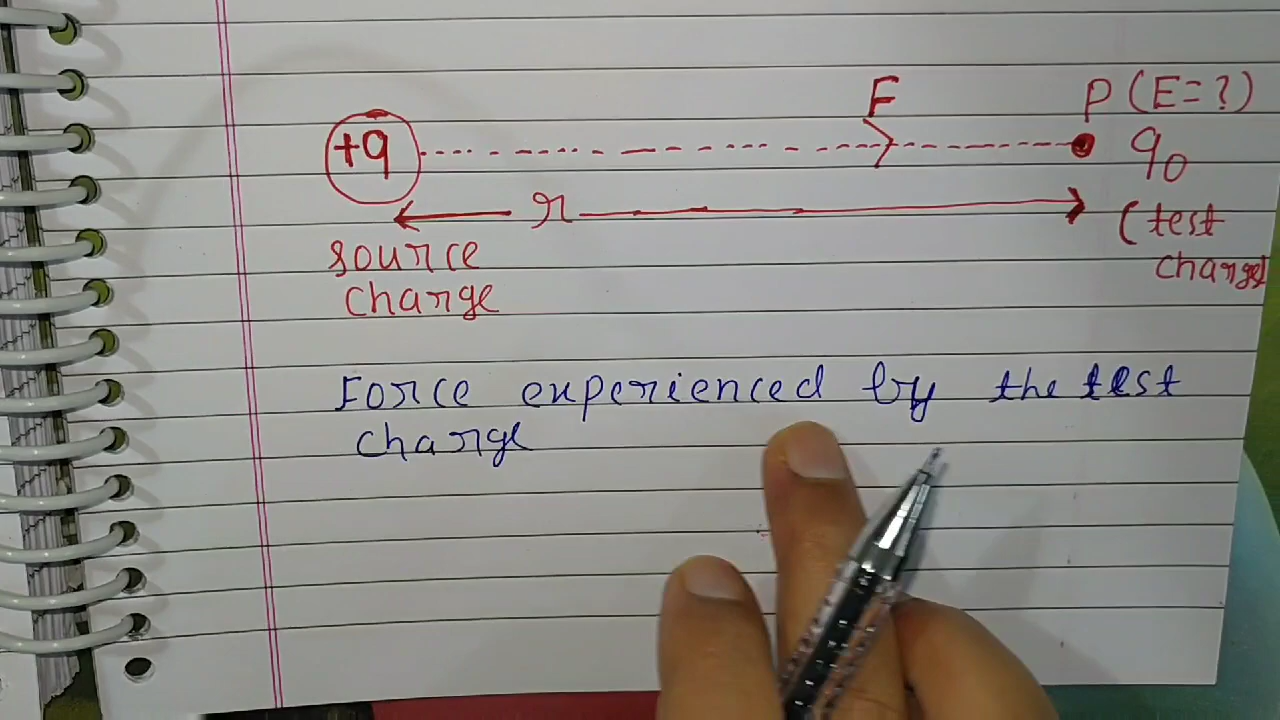 F P (E=?)
+q q₀
r
source (test
charge charge)
Force experienced by the test
charge